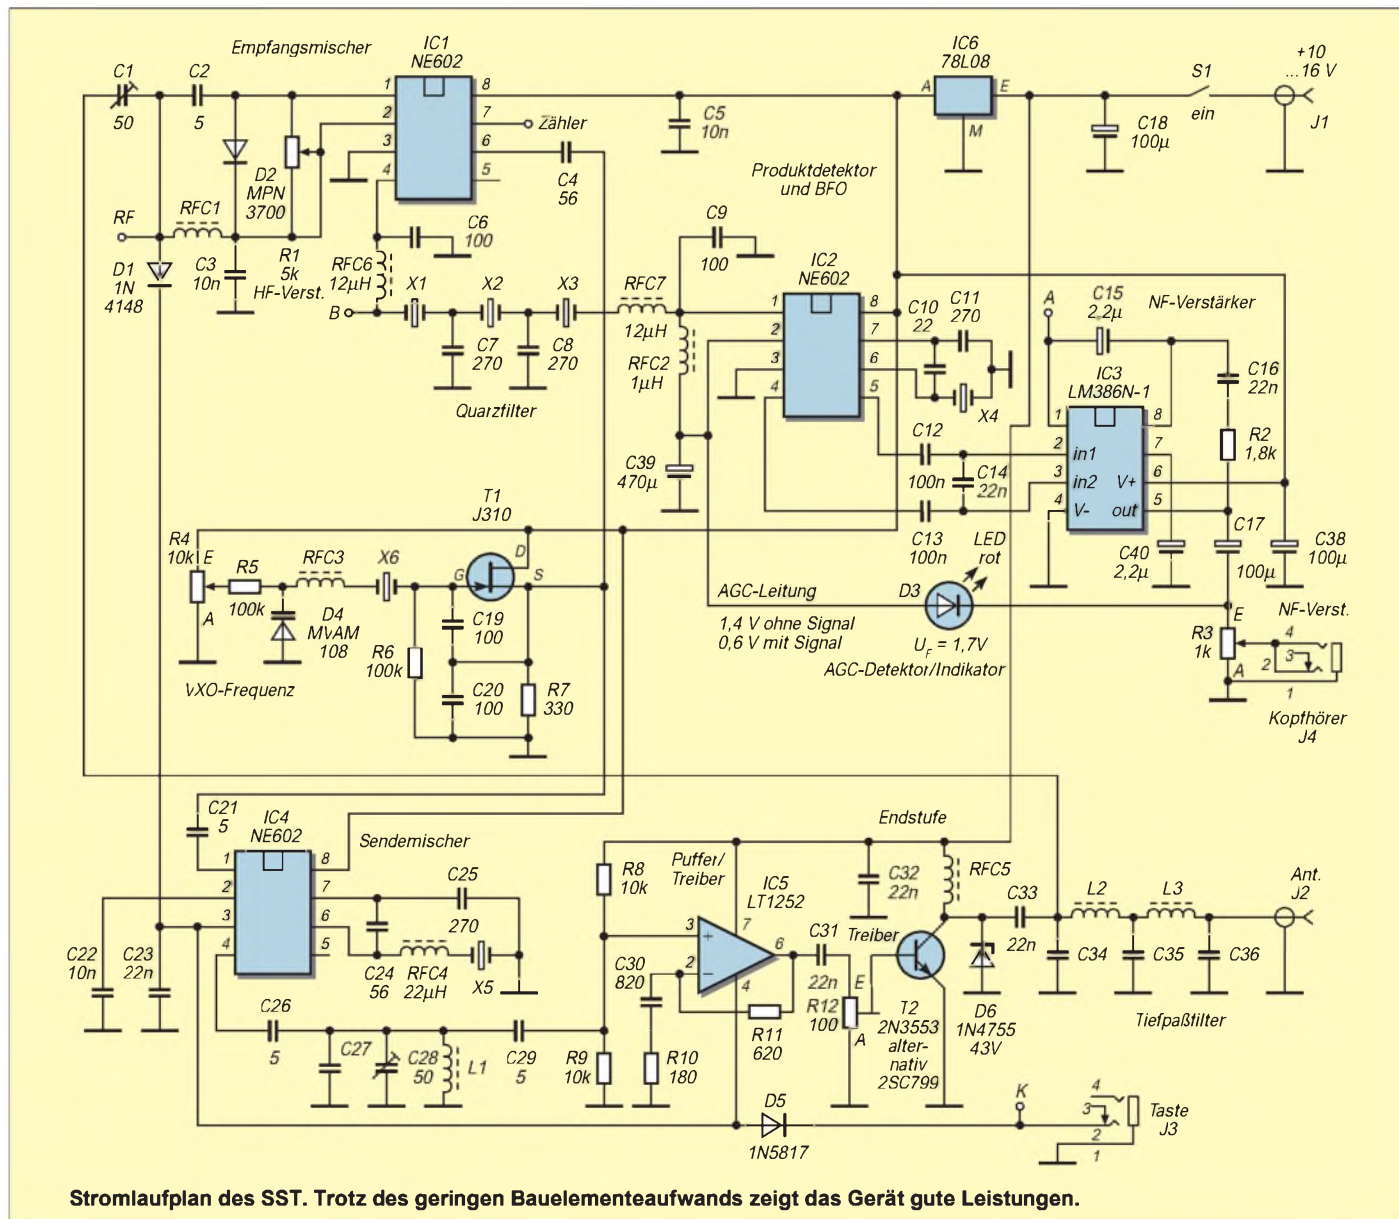 Empfangsmischer
IC1
NE602
IC6
78L08
+10
...16 V
C1
50
C2
5
1
2
3
4
8
7
6
5
Zähler
A
E
M
S1
ein
J1
C18
100µ
C5
10n
C4
56
D2
MPN
3700
RF
RFC1
D1
1N
4148
C3
10n
R1
5k
HF-Verst.
C6
100
RFC6
12µH
B
X1
X2
X3
C7
270
C8
270
Quarzfilter
Produktdetektor
und BFO
C9
100
RFC7
12µH
RFC2
1µH
IC2
NE602
1
2
3
4
8
7
6
5
C10
22
C11
270
X4
C39
470µ
C12
100n
C14
22n
C13
100n
A
C15
2,2µ
NF-Verstärker
IC3
LM386N-1
C16
22n
R2
1,8k
1
2
3
4
8
7
6
5
in1
in2
V-
V+
out
C40
2,2µ
C17
100µ
C38
100µ
T1
J310
D
G
S
R4
10k
E
A
R5
100k
RFC3
X6
D4
MVAM
108
R6
100k
C19
100
C20
100
R7
330
VXO-Frequenz
AGC-Leitung
1,4 V ohne Signal
0,6 V mit Signal
LED
rot
D3
U_F = 1,7V
AGC-Detektor/Indikator
E
R3
1k
A
NF-Verst.
4
3
2
1
Kopfhörer
J4
C21
5
IC4
NE602
Sendemischer
1
2
3
4
8
7
6
5
C25
270
C24
56
RFC4
22µH
X5
C22
10n
C23
22n
C26
5
C27
C28
50
L1
C29
5
R8
10k
R9
10k
Puffer/
Treiber
IC5
LT1252
3
+
2
–
7
6
4
C30
820
R10
180
R11
620
C31
22n
Treiber
E
R12
100
A
Endstufe
C32
22n
RFC5
T2
2N3553
alter-
nativ
2SC799
D6
1N4755
43V
C33
22n
L2
L3
C34
C35
C36
Tiefpaßfilter
Ant.
J2
D5
1N5817
K
4
3
2
1
Taste
J3
Stromlaufplan des SST. Trotz des geringen Bauelementeaufwands zeigt das Gerät gute Leistungen.